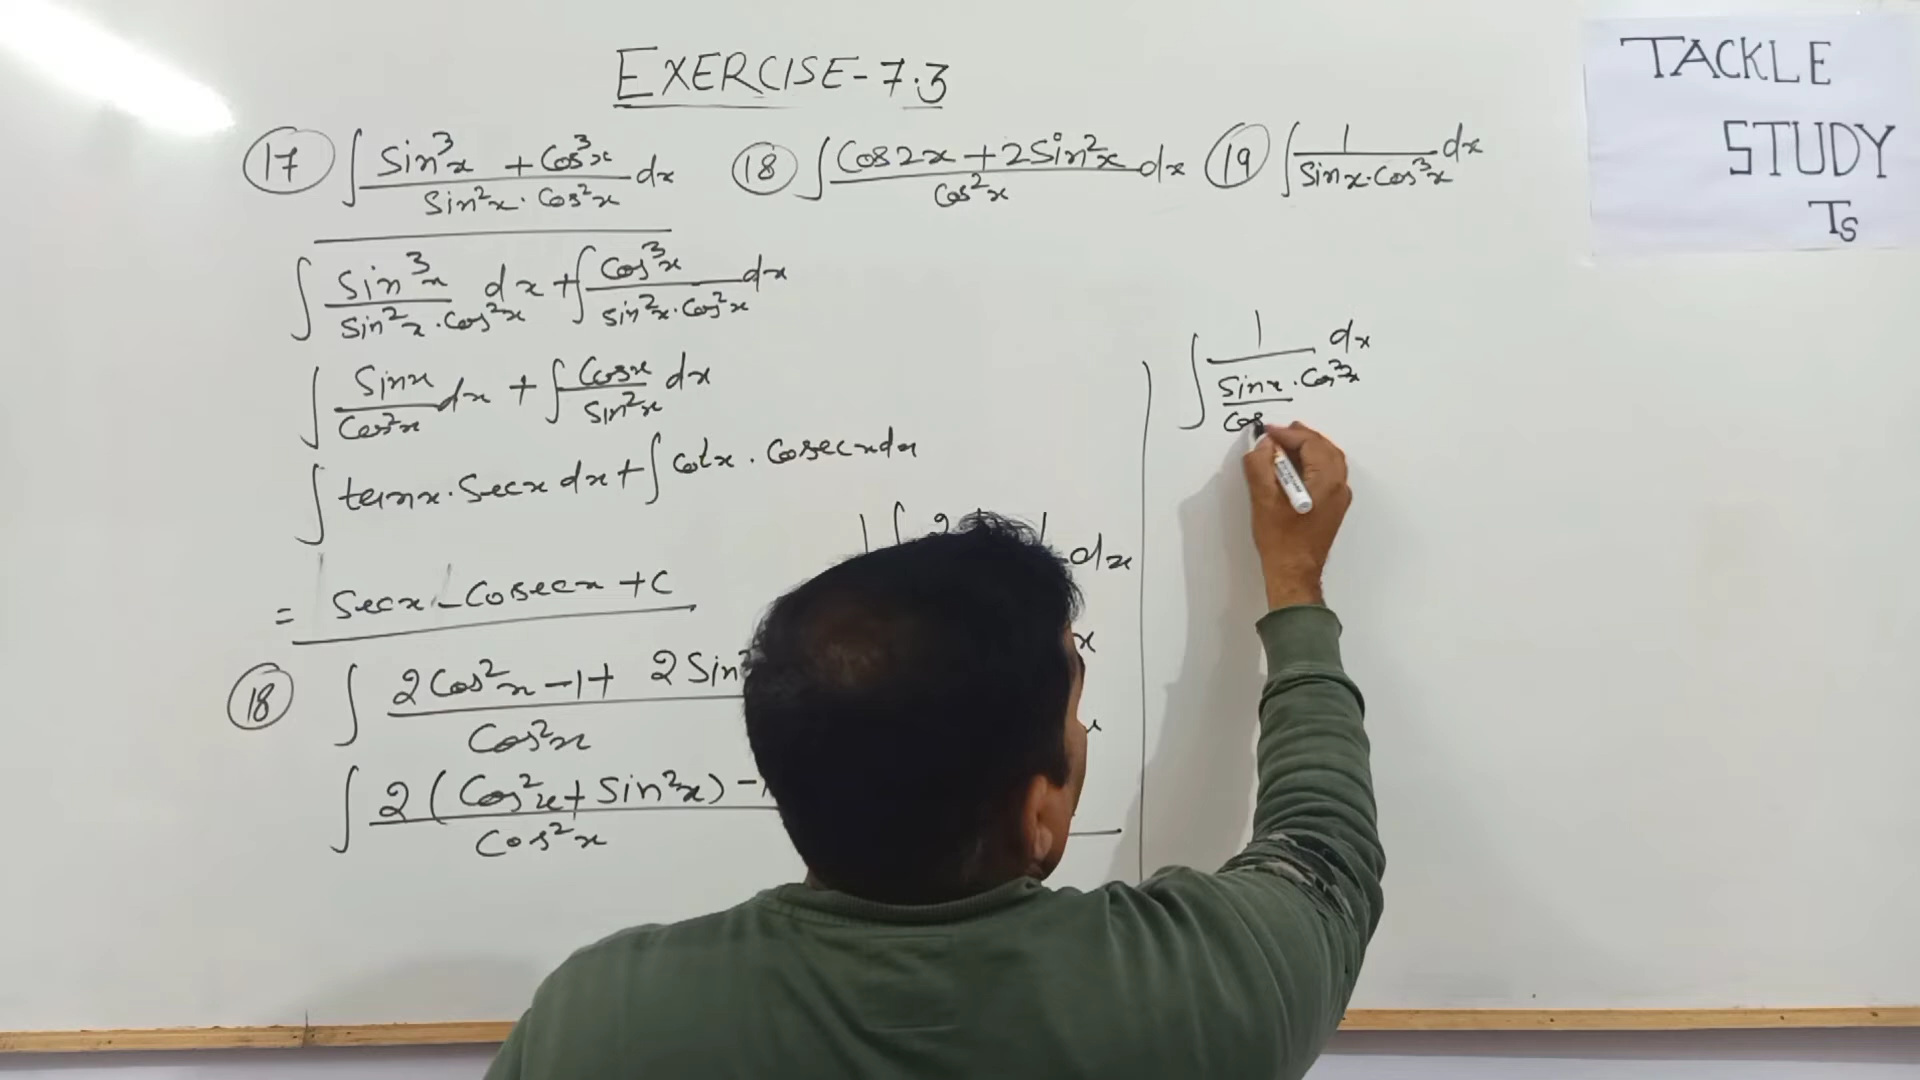 EXERCISE-7.3
TACKLE
STUDY
TS
(17) ∫ Sin³x + Cos³x / Sin²x · Cos²x dx (18) ∫ Cos2x + 2Sin²x / Cos²x dx (19) ∫ 1 / Sinx·Cos³x dx
∫ Sin³x / Sin²x · Cos²x dx + ∫ Cos³x / Sin²x · Cos²x dx
∫ Sinx / Cos²x dx + ∫ Cosx / Sin²x dx
∫ tanx · Secx dx + ∫ Cotx · Cosecx dx
= Secx - Cosecx + C
(18) ∫ 2Cos²x - 1 + 2Sin² / Cos²x
∫ 2 (Cos²x + Sin²x) - / Cos²x
∫ 2 dx
x
∫ 1 / Sinx / Cos · Cos³x dx